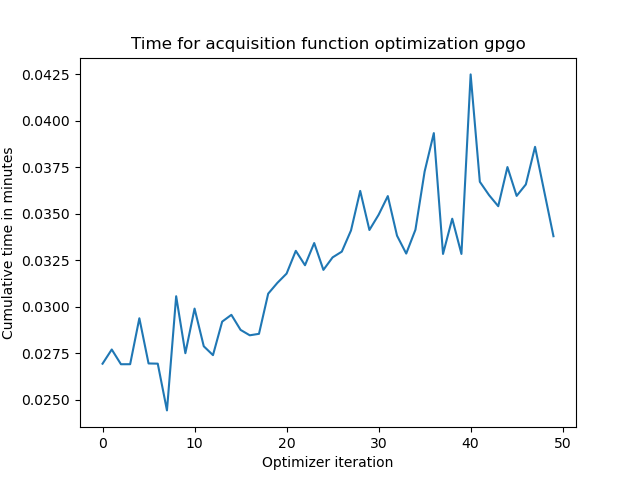 Time for acquisition function optimization gpgo
0.0425
0.0400
0.0375
0.0350
0.0325
0.0300
0.0275
0.0250
Cumulative time in minutes
0 10 20 30 40 50
Optimizer iteration